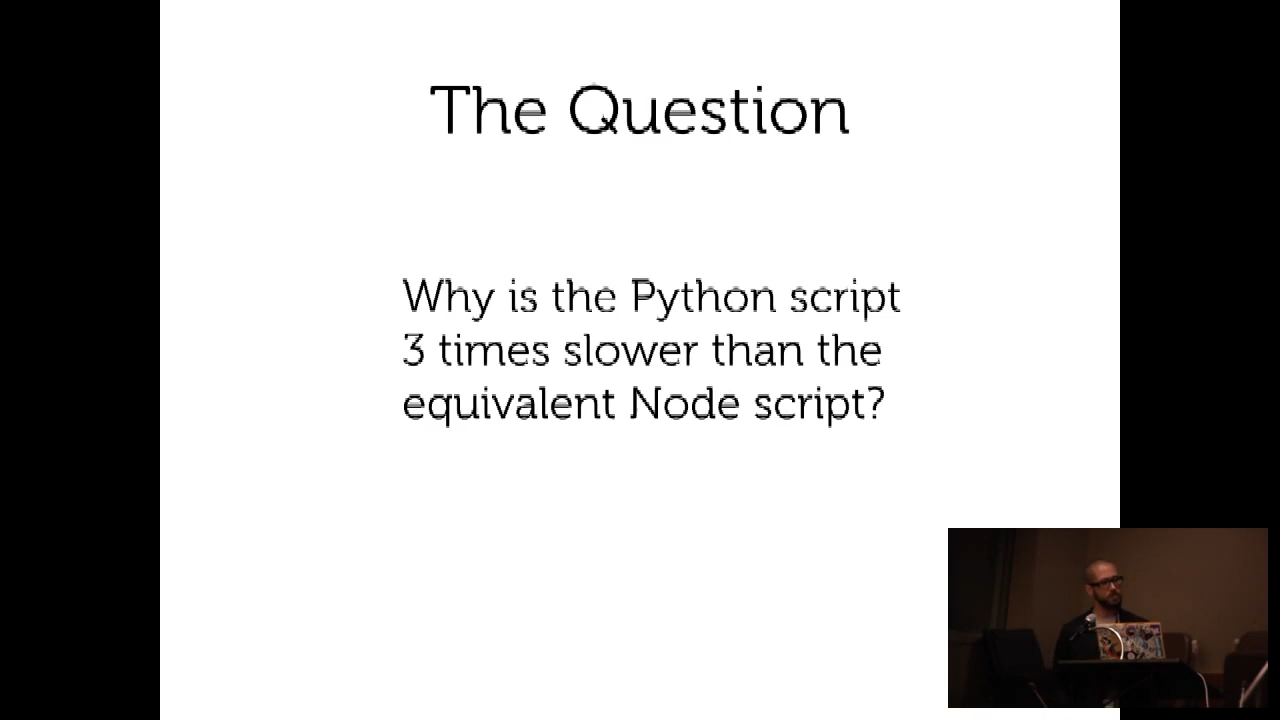 The Question
Why is the Python script
3 times slower than the
equivalent Node script?